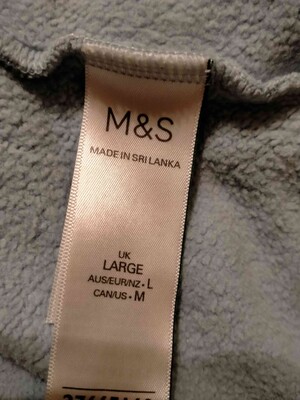 M&S
MADE IN SRI LANKA
UK
LARGE
AUS/EUR/NZ • L
CAN/US • M